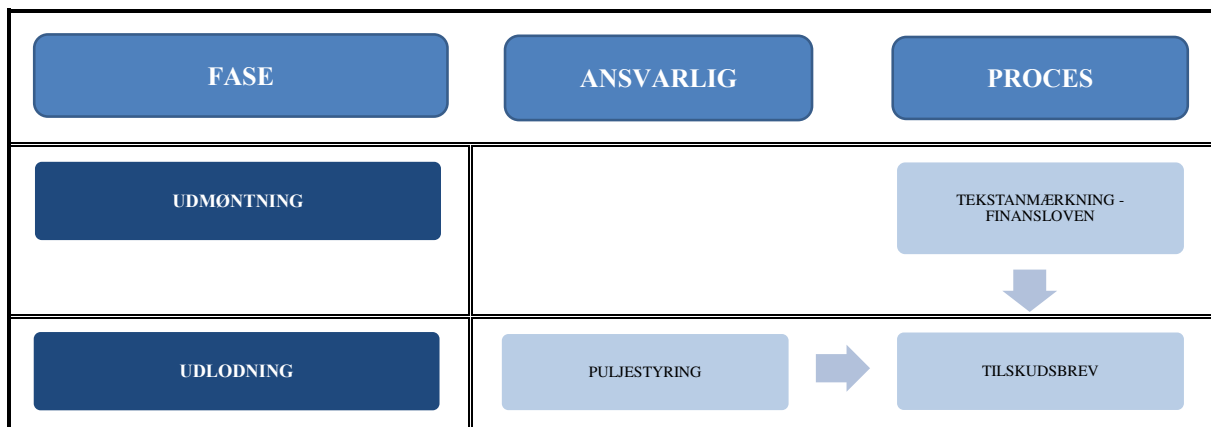 FASE
ANSVARLIG
PROCES
UDMØNTNING
TEKSTANMÆRKNING -
FINANSLOVEN
UDLODNING
PULJESTYRING
TILSKUDSBREV